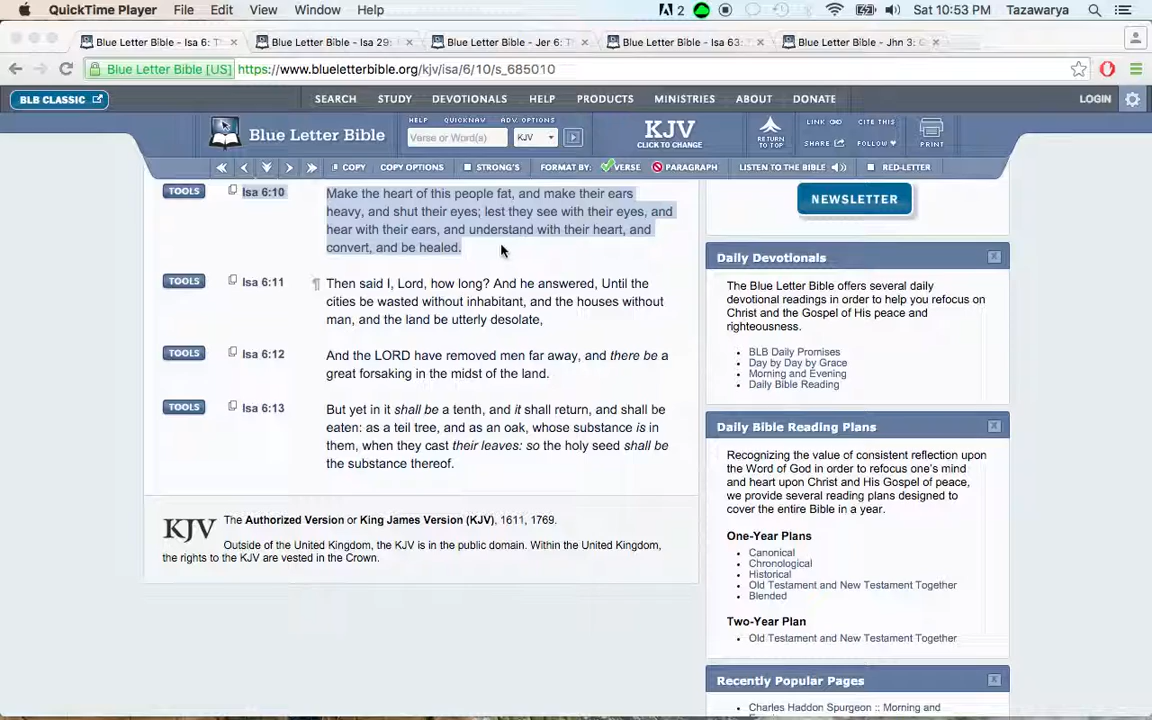 QuickTime Player File Edit View Window Help 2 Sat 10:53 PM Tazawarya
Blue Letter Bible - Isa 6: T Blue Letter Bible - Isa 29: Blue Letter Bible - Jer 6: T Blue Letter Bible - Isa 63: Blue Letter Bible - Jhn 3: C
Blue Letter Bible [US] https://www.blueletterbible.org/kjv/isa/6/10/s_685010
BLB CLASSIC SEARCH STUDY DEVOTIONALS HELP PRODUCTS MINISTRIES ABOUT DONATE LOGIN
HELP QUICKNAV ADV. OPTIONS
Blue Letter Bible Verse or Word(s) KJV
KJV
CLICK TO CHANGE
RETURN
TO TOP
LINK CITE THIS
SHARE FOLLOW
PRINT
COPY COPY OPTIONS STRONG'S FORMAT BY: VERSE PARAGRAPH LISTEN TO THE BIBLE RED-LETTER
TOOLS Isa 6:10 Make the heart of this people fat, and make their ears
heavy, and shut their eyes; lest they see with their eyes, and
hear with their ears, and understand with their heart, and
convert, and be healed.
TOOLS Isa 6:11 ¶ Then said I, Lord, how long? And he answered, Until the
cities be wasted without inhabitant, and the houses without
man, and the land be utterly desolate,
TOOLS Isa 6:12 And the LORD have removed men far away, and there be a
great forsaking in the midst of the land.
TOOLS Isa 6:13 But yet in it shall be a tenth, and it shall return, and shall be
eaten: as a teil tree, and as an oak, whose substance is in
them, when they cast their leaves: so the holy seed shall be
the substance thereof.
KJV The Authorized Version or King James Version (KJV), 1611, 1769.
Outside of the United Kingdom, the KJV is in the public domain. Within the United Kingdom,
the rights to the KJV are vested in the Crown.
NEWSLETTER
Daily Devotionals
The Blue Letter Bible offers several daily
devotional readings in order to help you refocus on
Christ and the Gospel of His peace and
righteousness.
• BLB Daily Promises
• Day by Day by Grace
• Morning and Evening
• Daily Bible Reading
Daily Bible Reading Plans
Recognizing the value of consistent reflection upon
the Word of God in order to refocus one's mind
and heart upon Christ and His Gospel of peace,
we provide several reading plans designed to
cover the entire Bible in a year.
One-Year Plans
• Canonical
• Chronological
• Historical
• Old Testament and New Testament Together
• Blended
Two-Year Plan
• Old Testament and New Testament Together
Recently Popular Pages
• Charles Haddon Spurgeon :: Morning and